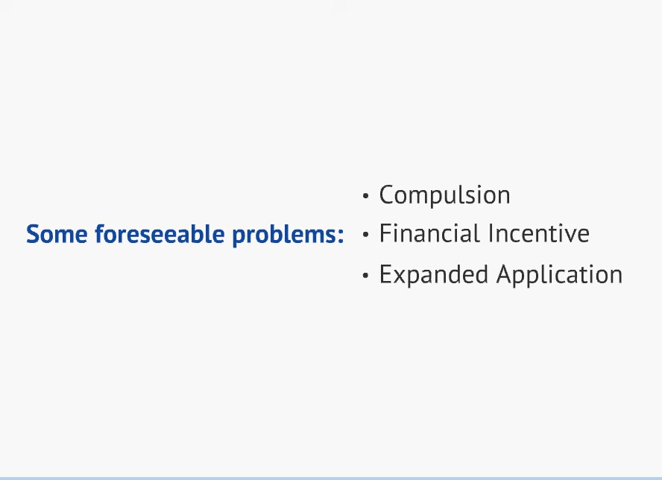 Some foreseeable problems:
• Compulsion
• Financial Incentive
• Expanded Application